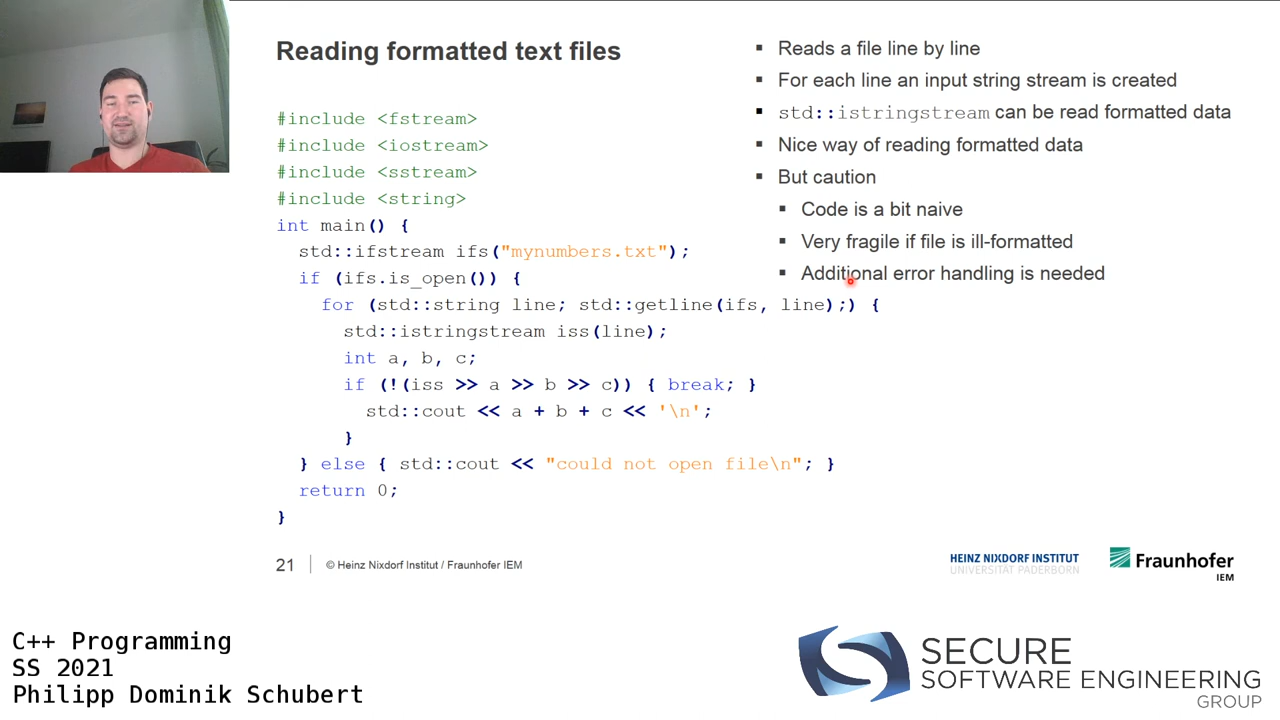 Reading formatted text files
#include <fstream>
#include <iostream>
#include <sstream>
#include <string>
int main() {
  std::ifstream ifs("mynumbers.txt");
  if (ifs.is_open()) {
    for (std::string line; std::getline(ifs, line);) {
      std::istringstream iss(line);
      int a, b, c;
      if (!(iss >> a >> b >> c)) { break; }
        std::cout << a + b + c << '\n';
      }
  } else { std::cout << "could not open file\n"; }
  return 0;
}
▪ Reads a file line by line
▪ For each line an input string stream is created
▪ std::istringstream can be read formatted data
▪ Nice way of reading formatted data
▪ But caution
▪ Code is a bit naive
▪ Very fragile if file is ill-formatted
▪ Additional error handling is needed
21 | © Heinz Nixdorf Institut / Fraunhofer IEM
HEINZ NIXDORF INSTITUT
UNIVERSITÄT PADERBORN
Fraunhofer
IEM
C++ Programming
SS 2021
Philipp Dominik Schubert
SECURE
SOFTWARE ENGINEERING
GROUP